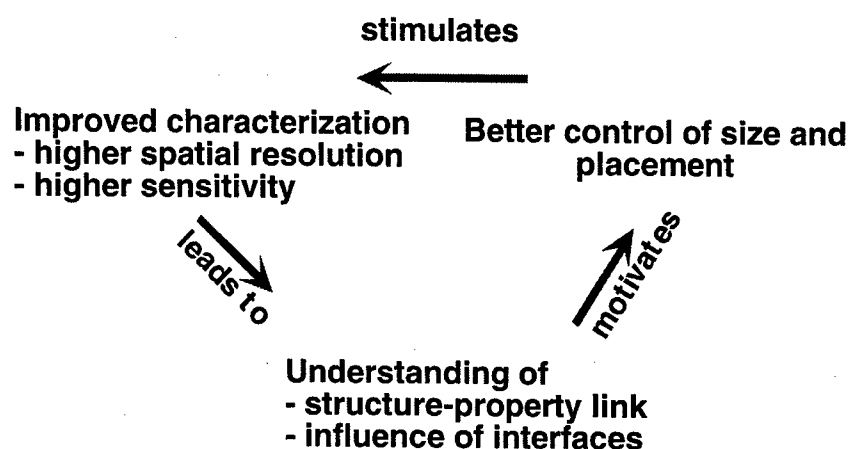 stimulates
Improved characterization
- higher spatial resolution
- higher sensitivity
Better control of size and
placement
leads to
motivates
Understanding of
- structure-property link
- influence of interfaces